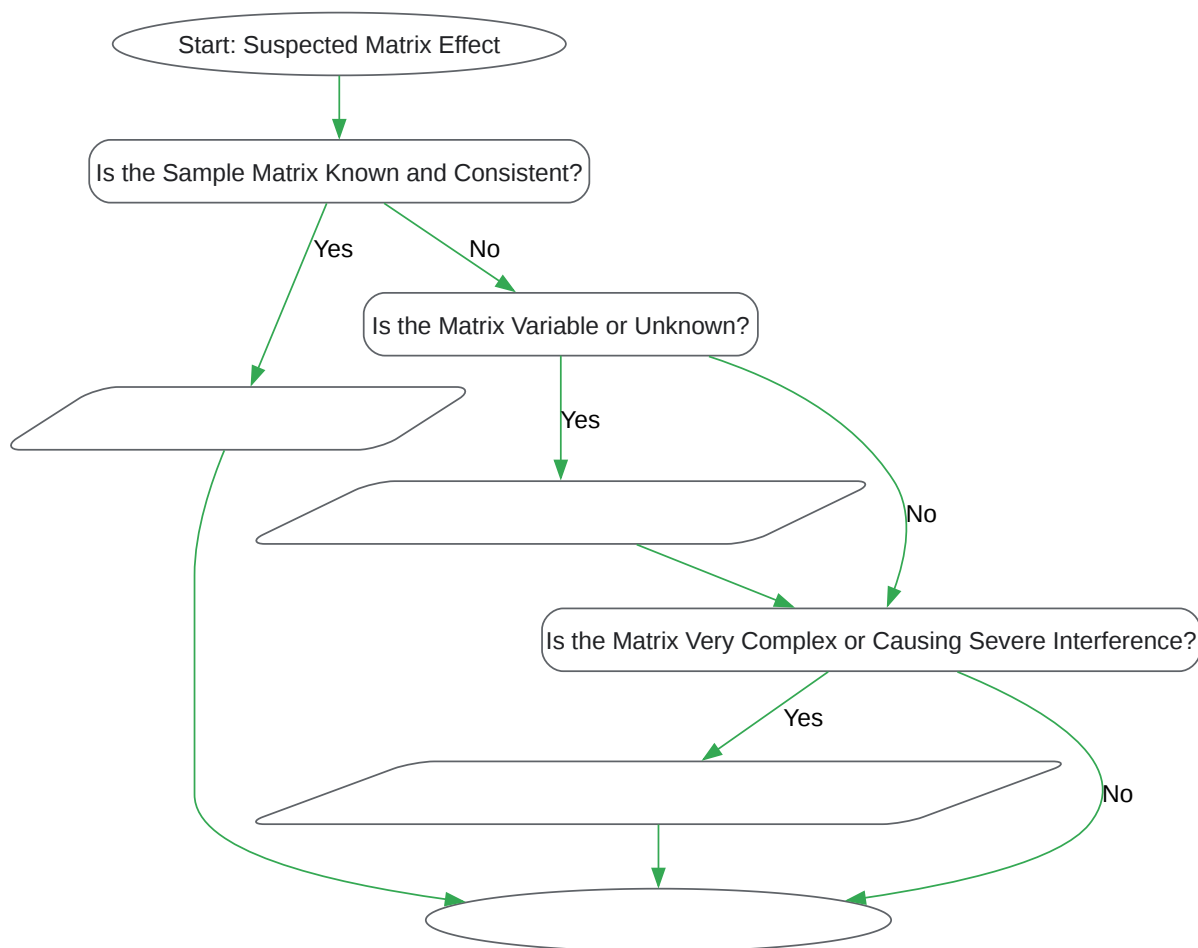 Start: Suspected Matrix Effect
Is the Sample Matrix Known and Consistent?
Yes
No
Is the Matrix Variable or Unknown?
Yes
No
Is the Matrix Very Complex or Causing Severe Interference?
Yes
No